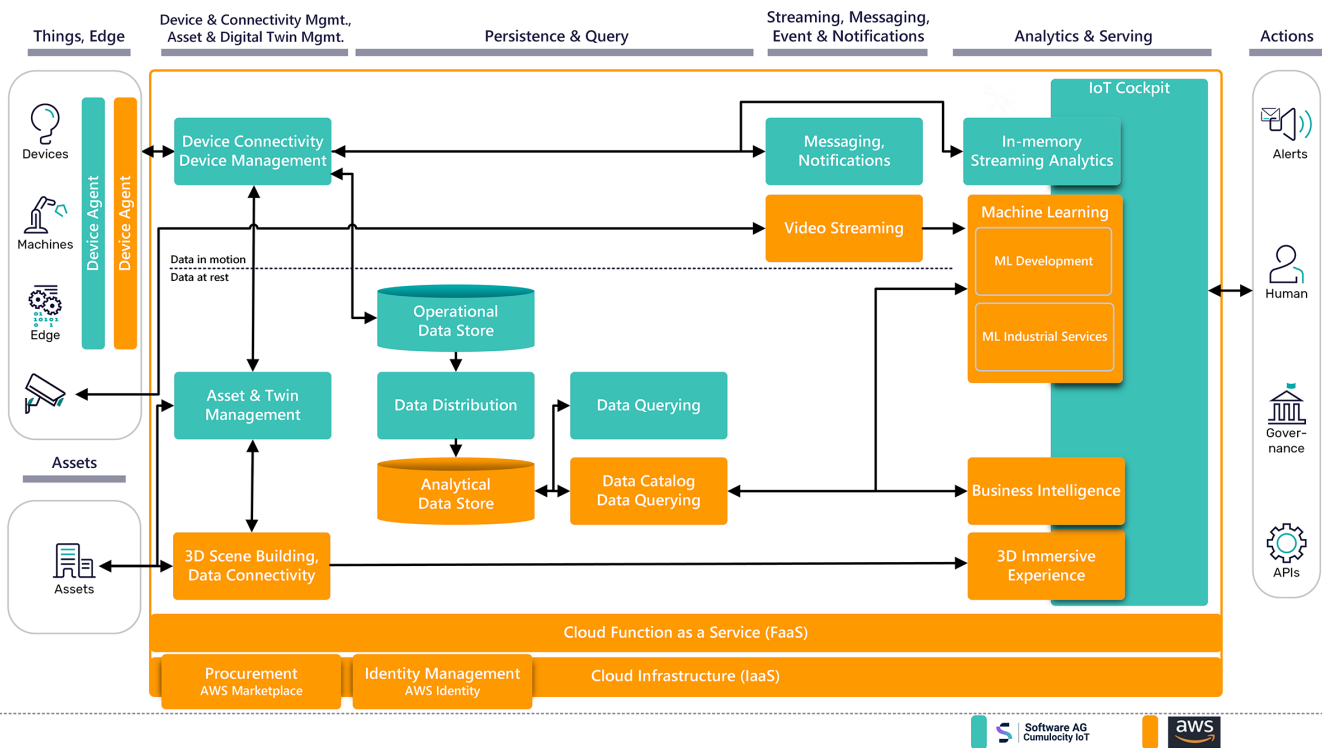 Things, Edge
Device & Connectivity Mgmt.,
Asset & Digital Twin Mgmt.
Persistence & Query
Streaming, Messaging,
Event & Notifications
Analytics & Serving
Actions
Devices
Machines
Edge
01
10101
0 1
Device Agent
Device Agent
Assets
Assets
Device Connectivity
Device Management
Data in motion
Data at rest
Asset & Twin
Management
3D Scene Building,
Data Connectivity
Operational
Data Store
Data Distribution
Analytical
Data Store
Data Querying
Data Catalog
Data Querying
Messaging,
Notifications
Video Streaming
IoT Cockpit
In-memory
Streaming Analytics
Machine Learning
ML Development
ML Industrial Services
Business Intelligence
3D Immersive
Experience
Alerts
Human
Gover-
nance
APIs
Cloud Function as a Service (FaaS)
Cloud Infrastructure (IaaS)
Procurement
AWS Marketplace
Identity Management
AWS Identity
Software AG
Cumulocity IoT
aws